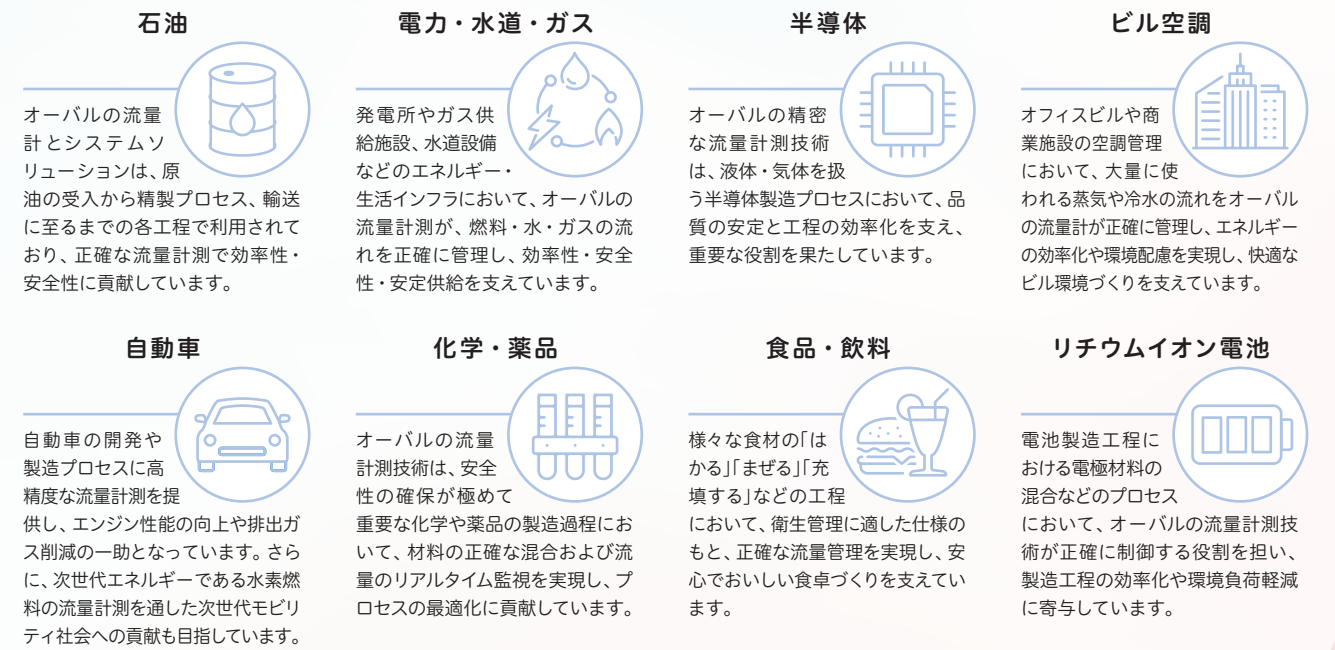 石油
オーバルの流量
計とシステムソ
リューションは、原
油の受入から精製プロセス、輸送
に至るまでの各工程で利用されて
おり、正確な流量計測で効率性・
安全性に貢献しています。
電力・水道・ガス
発電所やガス供
給施設、水道設備
などのエネルギー・
生活インフラにおいて、オーバルの
流量計測が、燃料・水・ガスの流
れを正確に管理し、効率性・安全
性・安定供給を支えています。
半導体
オーバルの精密
な流量計測技術
は、液体・気体を扱
う半導体製造プロセスにおいて、品
質の安定と工程の効率化を支え、
重要な役割を果たしています。
ビル空調
オフィスビルや商
業施設の空調管理
において、大量に使
われる蒸気や冷水の流れをオーバル
の流量計が正確に管理し、エネルギー
の効率化や環境配慮を実現し、快適な
ビル環境づくりを支えています。
自動車
自動車の開発や
製造プロセスに高
精度な流量計測を提
供し、エンジン性能の向上や排出ガ
ス削減の一助となっています。さら
に、次世代エネルギーである水素燃
料の流量計測を通した次世代モビリ
ティ社会への貢献も目指しています。
化学・薬品
オーバルの流量
計測技術は、安全
性の確保が極めて
重要な化学や薬品の製造過程にお
いて、材料の正確な混合および流
量のリアルタイム監視を実現し、プ
ロセスの最適化に貢献しています。
食品・飲料
様々な食材の「は
かる」「まぜる」「充
填する」などの工程
において、衛生管理に適した仕様の
もと、正確な流量管理を実現し、安
心でおいしい食卓づくりを支えてい
ます。
リチウムイオン電池
電池製造工程に
おける電極材料の
混合などのプロセス
において、オーバルの流量計測技
術が正確に制御する役割を担い、
製造工程の効率化や環境負荷軽減
に寄与しています。